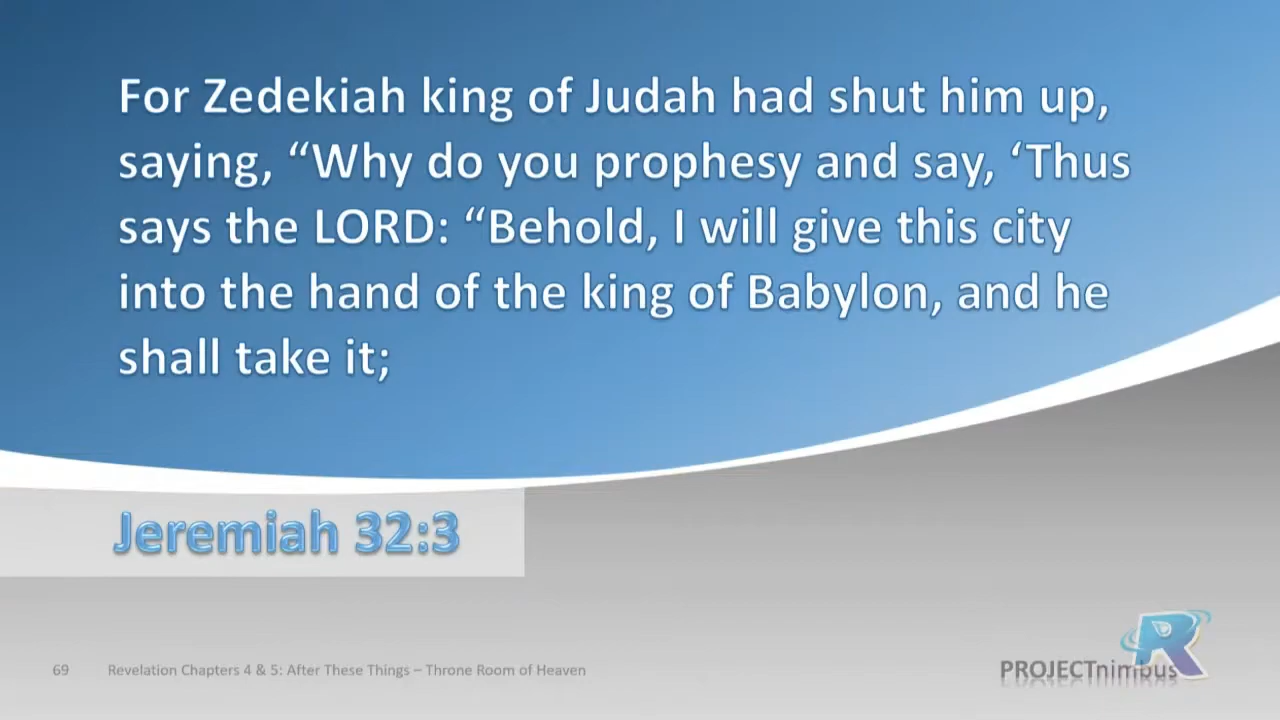 For Zedekiah king of Judah had shut him up,
saying, “Why do you prophesy and say, ‘Thus
says the LORD: “Behold, I will give this city
into the hand of the king of Babylon, and he
shall take it;
Jeremiah 32:3
69 Revelation Chapters 4 & 5: After These Things – Throne Room of Heaven
PROJECTnimbus
R